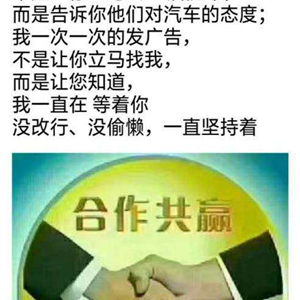 而是告诉你他们对汽车的态度；
我一次一次的发广告，
不是让你立马找我，
而是让您知道，
我一直在 等着你
没改行、没偷懒，一直坚持着
合作共赢